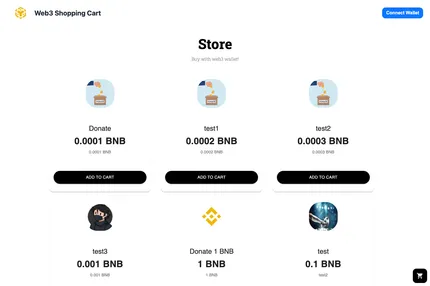 Web3 Shopping Cart
Connect Wallet
Store
Buy with web3 wallet!
Donate
0.0001 BNB
0.0001 BNB
ADD TO CART
test1
0.0002 BNB
0.0002 BNB
ADD TO CART
test2
0.0003 BNB
0.0003 BNB
ADD TO CART
test3
0.001 BNB
0.001 BNB
Donate 1 BNB
1 BNB
1 BNB
test
0.1 BNB
test2